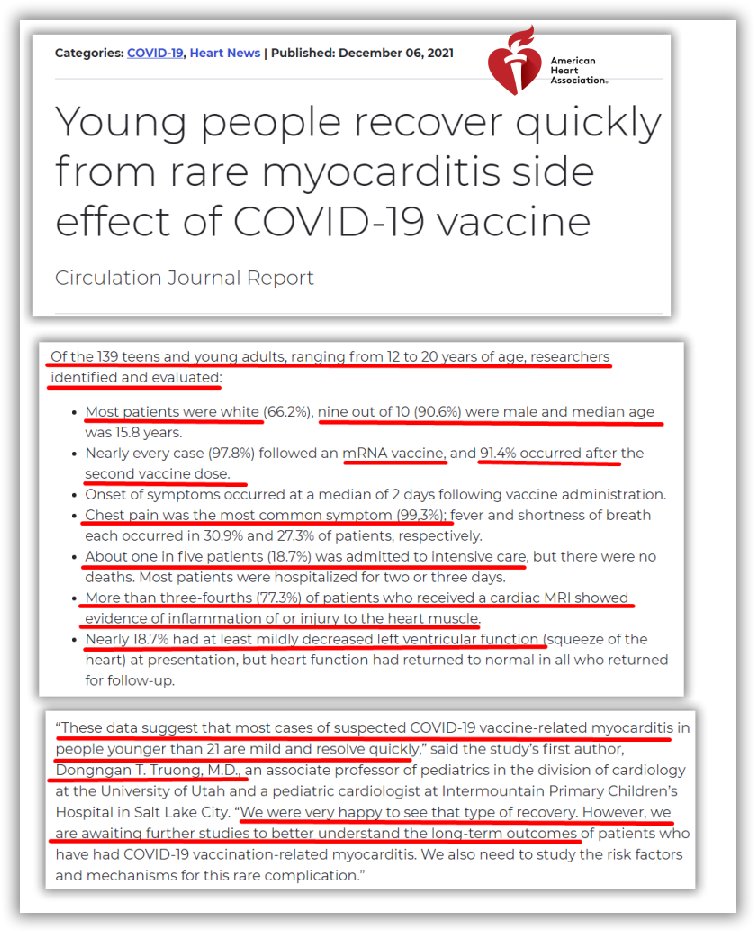 Categories: COVID-19, Heart News | Published: December 06, 2021
American
Heart
Association®
Young people recover quickly
from rare myocarditis side
effect of COVID-19 vaccine
Circulation Journal Report
Of the 139 teens and young adults, ranging from 12 to 20 years of age, researchers
identified and evaluated:
• Most patients were white (66.2%), nine out of 10 (90.6%) were male and median age
was 15.8 years.
• Nearly every case (97.8%) followed an mRNA vaccine, and 91.4% occurred after the
second vaccine dose.
• Onset of symptoms occurred at a median of 2 days following vaccine administration.
• Chest pain was the most common symptom (99.3%); fever and shortness of breath
each occurred in 30.9% and 27.3% of patients, respectively.
• About one in five patients (18.7%) was admitted to intensive care, but there were no
deaths. Most patients were hospitalized for two or three days.
• More than three-fourths (77.3%) of patients who received a cardiac MRI showed
evidence of inflammation of or injury to the heart muscle.
• Nearly 18.7% had at least mildly decreased left ventricular function (squeeze of the
heart) at presentation, but heart function had returned to normal in all who returned
for follow-up.
“These data suggest that most cases of suspected COVID-19 vaccine-related myocarditis in
people younger than 21 are mild and resolve quickly,” said the study’s first author,
Dongngan T. Truong, M.D., an associate professor of pediatrics in the division of cardiology
at the University of Utah and a pediatric cardiologist at Intermountain Primary Children’s
Hospital in Salt Lake City. “We were very happy to see that type of recovery. However, we
are awaiting further studies to better understand the long-term outcomes of patients who
have had COVID-19 vaccination-related myocarditis. We also need to study the risk factors
and mechanisms for this rare complication.”